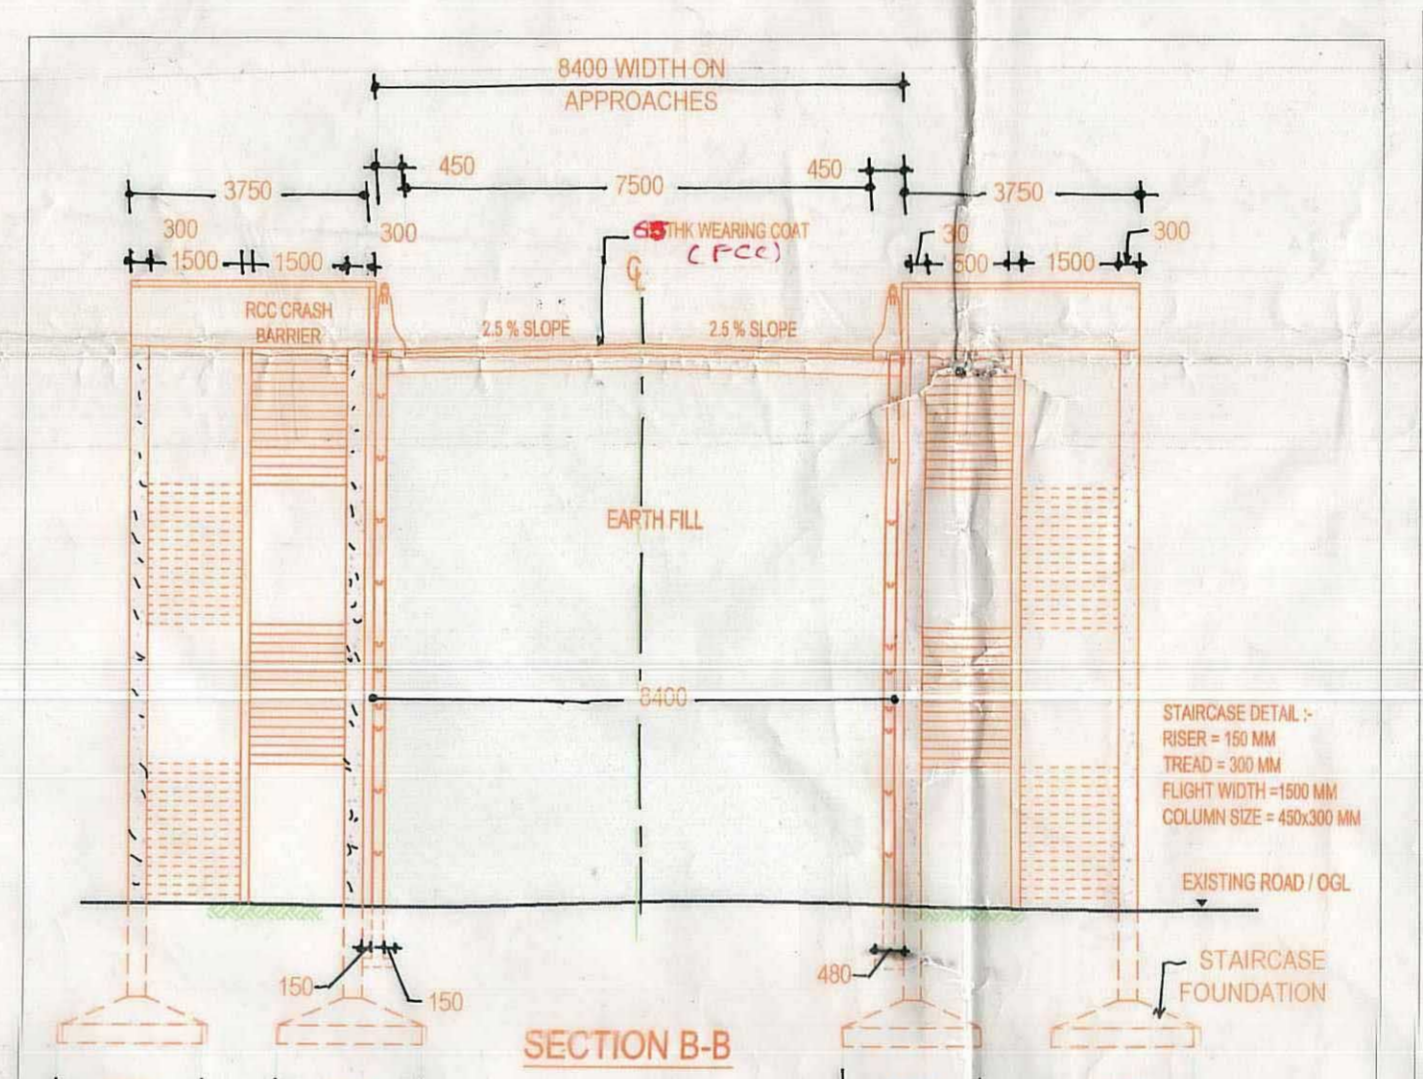 8400 WIDTH ON
APPROACHES
450
450
3750
7500
3750
300
300
THK WEARING COAT
30
300
1500
1500
(FCC)
1500
℄
RCC CRASH
BARRIER
2.5 % SLOPE
2.5 % SLOPE
EARTH FILL
8400
STAIRCASE DETAIL :-
RISER = 150 MM
TREAD = 300 MM
FLIGHT WIDTH =1500 MM
COLUMN SIZE = 450x300 MM
EXISTING ROAD / OGL
150
150
480
STAIRCASE
FOUNDATION
SECTION B-B